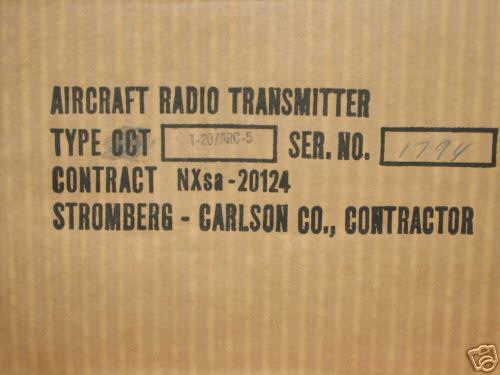 AIRCRAFT RADIO TRANSMITTER
TYPE CCT T-20/ARC-5 SER. NO. 1794
CONTRACT NXsa-20124
STROMBERG - CARLSON CO., CONTRACTOR